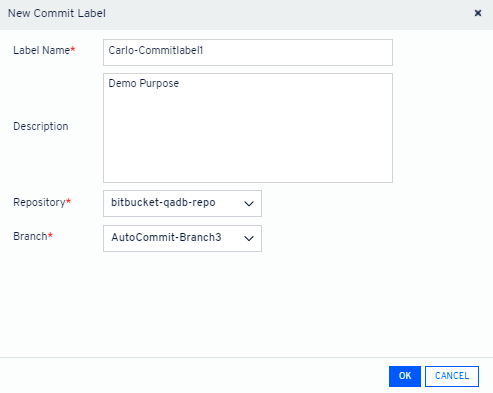 New Commit Label
Label Name* Carlo-Commitlabel1
Demo Purpose
Description
Repository* bitbucket-qadb-repo
Branch* AutoCommit-Branch3
OK CANCEL